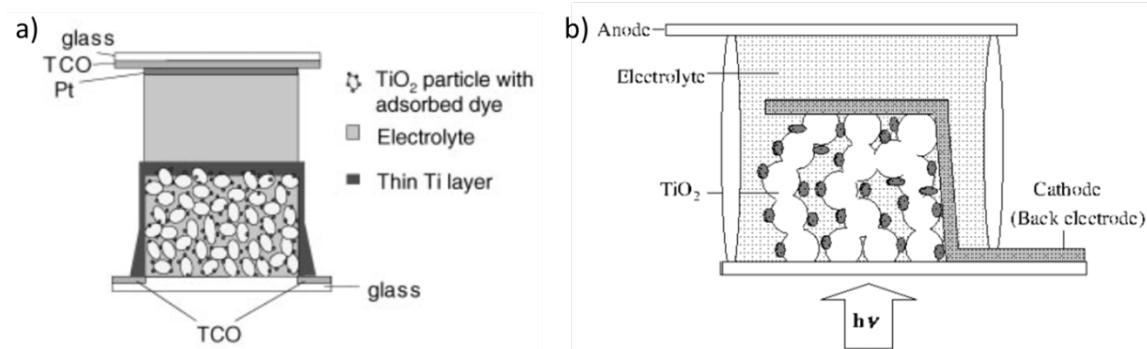 a)
glass
TCO
Pt
TiO₂ particle with
adsorbed dye
Electrolyte
Thin Ti layer
glass
TCO
b)
Anode
Electrolyte
TiO₂
Cathode
(Back electrode)
hν